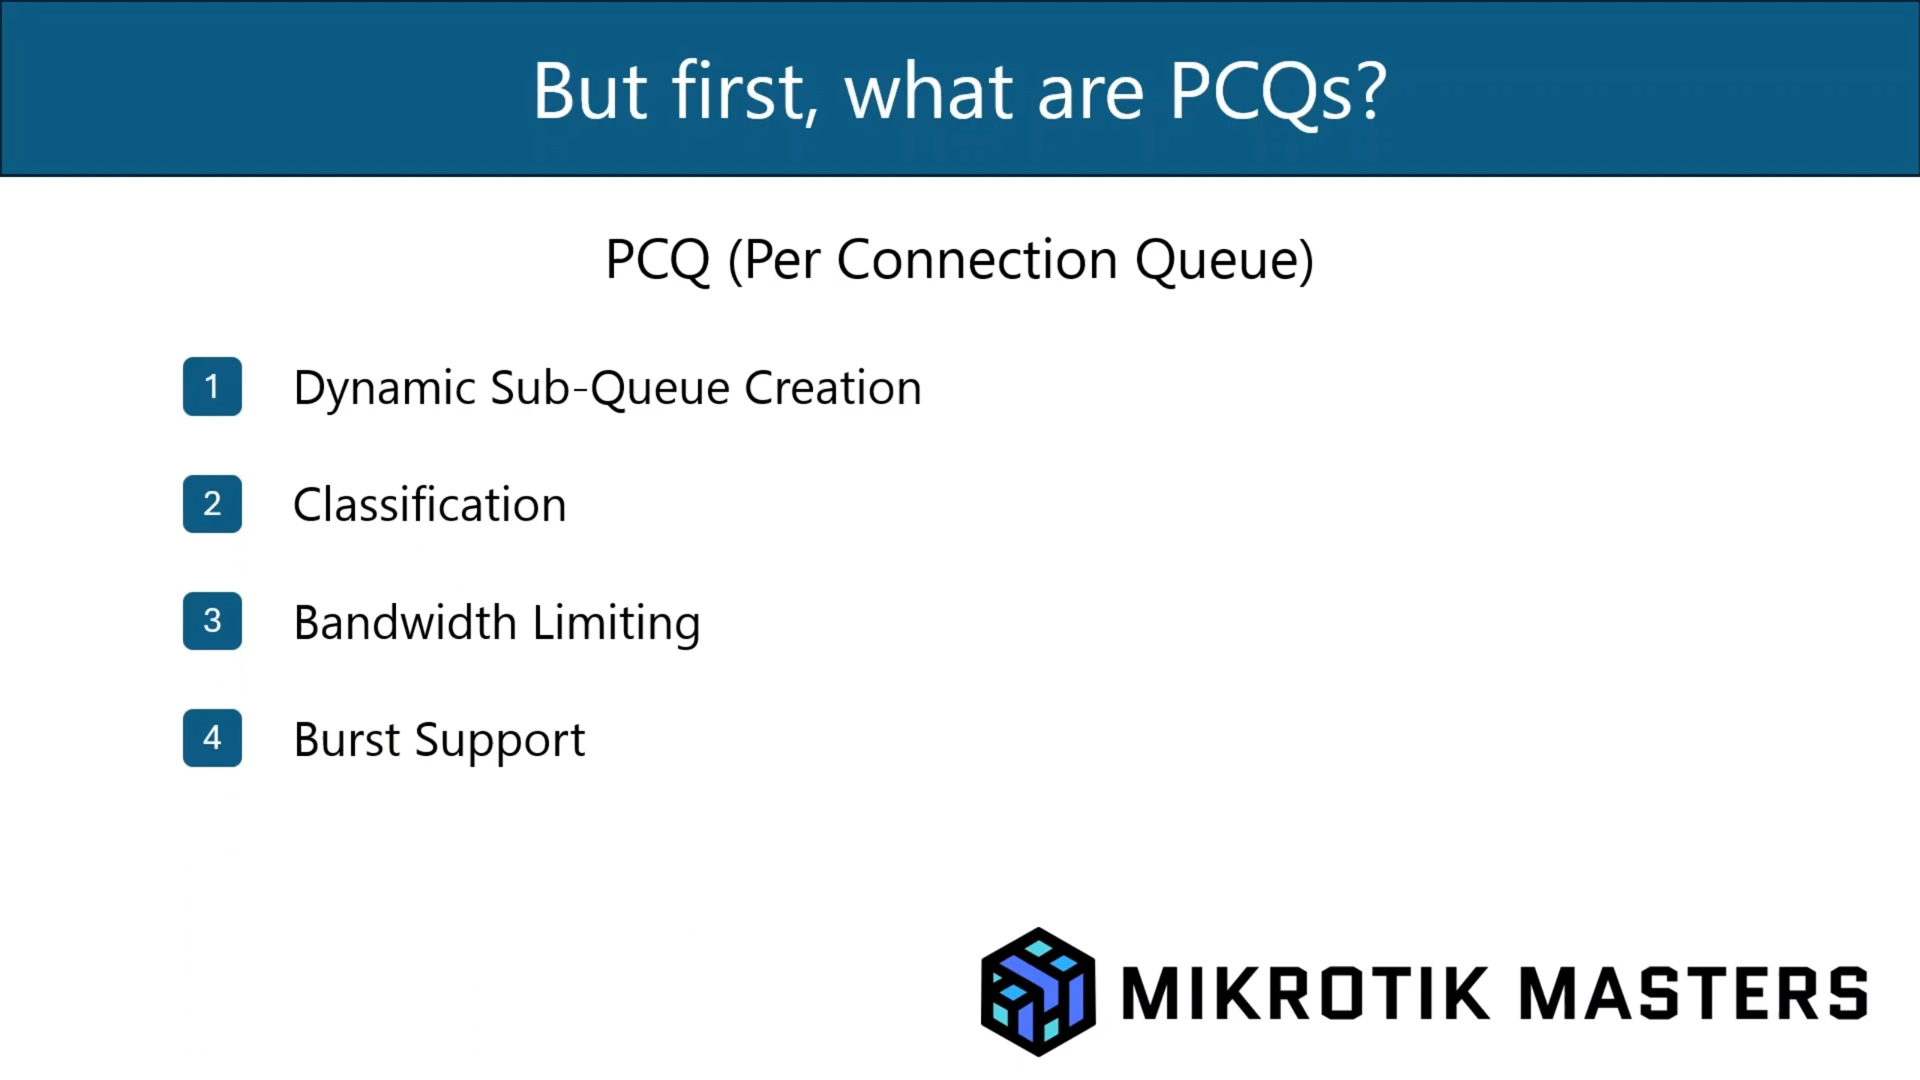 But first, what are PCQs?
PCQ (Per Connection Queue)
1 Dynamic Sub-Queue Creation
2 Classification
3 Bandwidth Limiting
4 Burst Support
MIKROTIK MASTERS